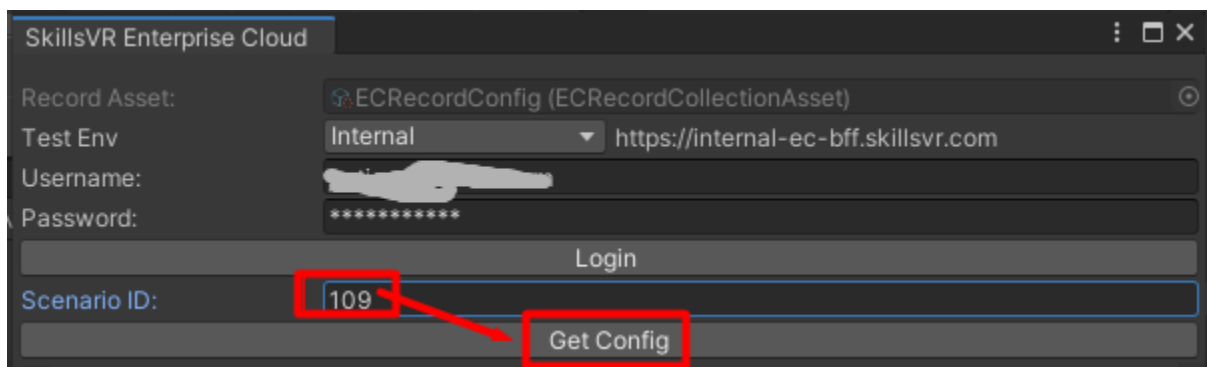 SkillsVR Enterprise Cloud
Record Asset: ECRecordConfig (ECRecordCollectionAsset)
Test Env Internal https://internal-ec-bff.skillsvr.com
Username:
Password: ***********
Login
Scenario ID: 109
Get Config